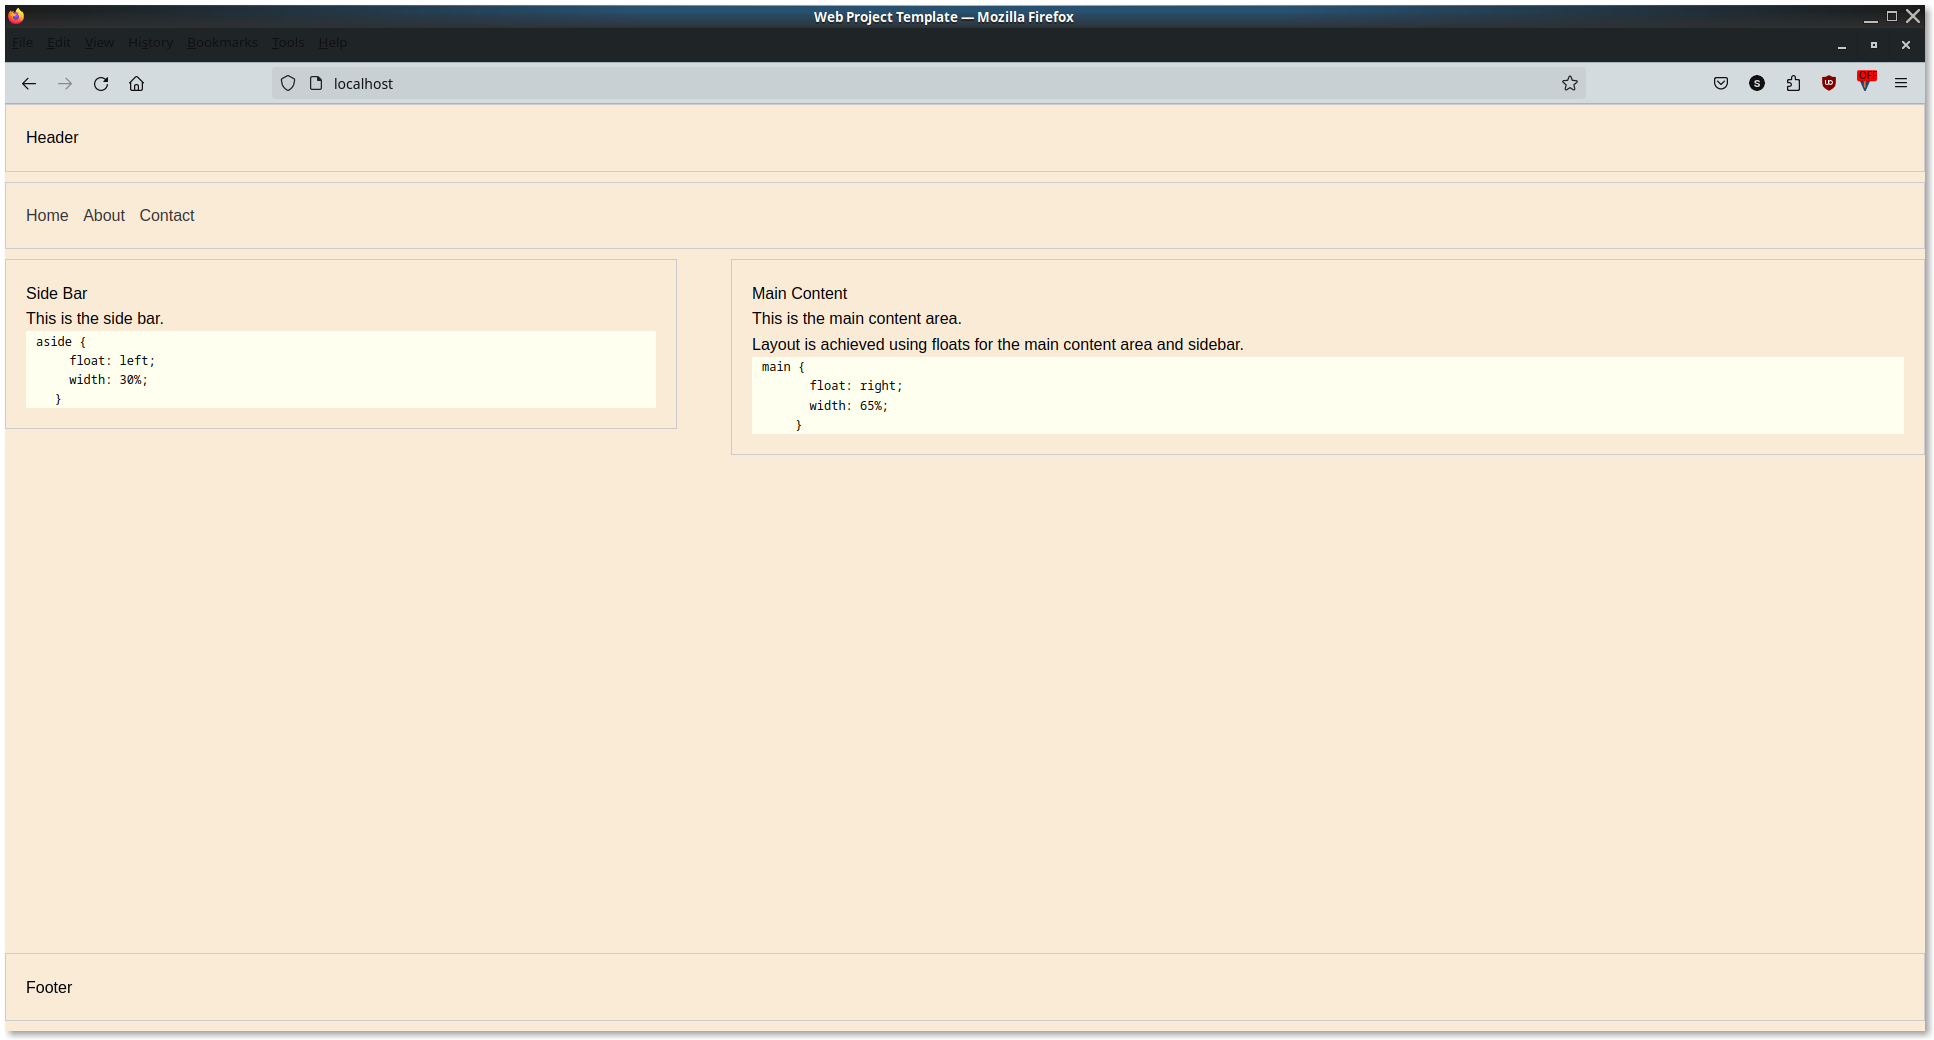 Web Project Template — Mozilla Firefox
File Edit View History Bookmarks Tools Help
localhost
S
OFF
Header
Home About Contact
Side Bar
This is the side bar.
aside {
float: left;
width: 30%;
}
Main Content
This is the main content area.
Layout is achieved using floats for the main content area and sidebar.
main {
float: right;
width: 65%;
}
Footer